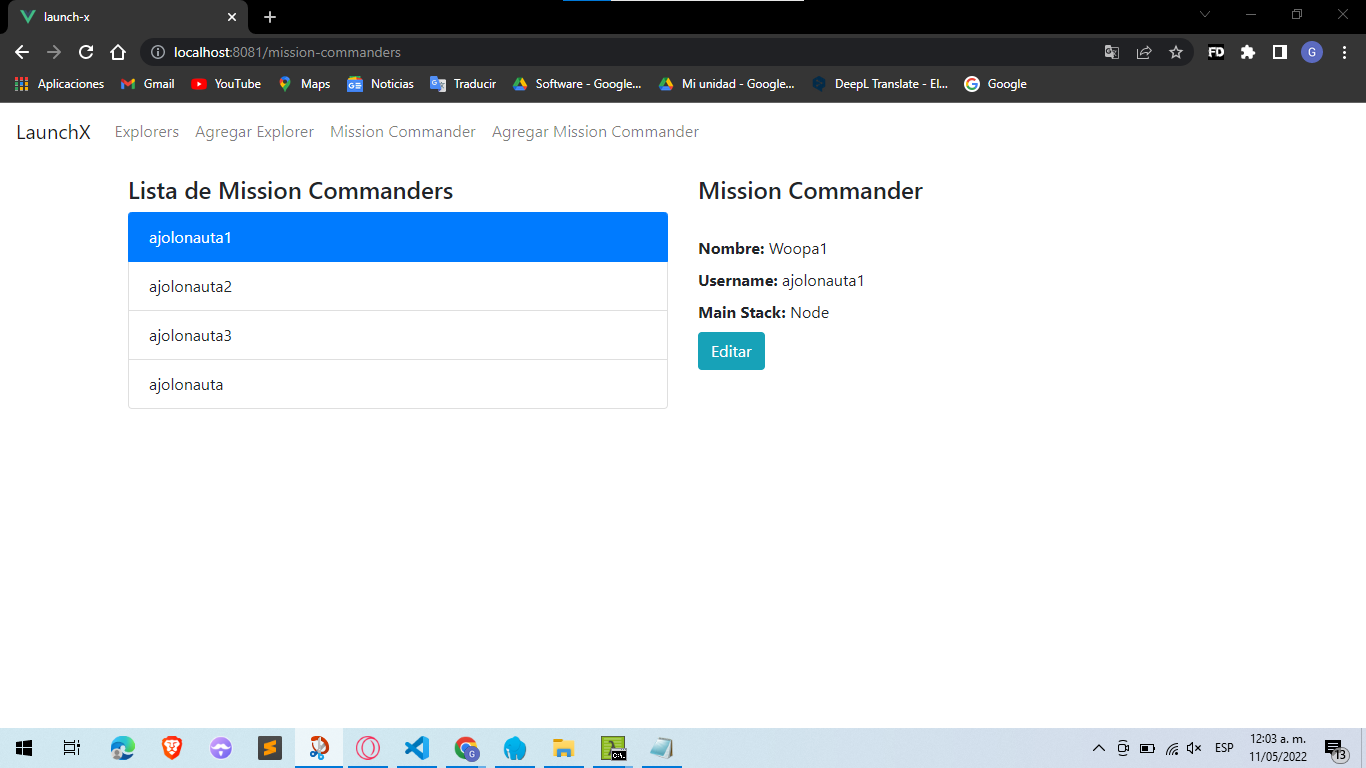 launch-x
localhost:8081/mission-commanders
FD
G
Aplicaciones
Gmail
YouTube
Maps
Noticias
Traducir
Software - Google...
Mi unidad - Google...
DeepL Translate - El...
Google
LaunchX
Explorers
Agregar Explorer
Mission Commander
Agregar Mission Commander
Lista de Mission Commanders
ajolonauta1
ajolonauta2
ajolonauta3
ajolonauta
Mission Commander
Nombre: Woopa1
Username: ajolonauta1
Main Stack: Node
Editar
ESP
12:03 a. m.
11/05/2022
13